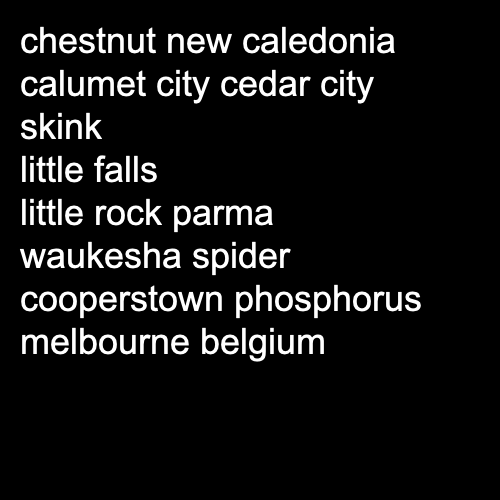 chestnut new caledonia
calumet city cedar city
skink
little falls
little rock parma
waukesha spider
cooperstown phosphorus
melbourne belgium